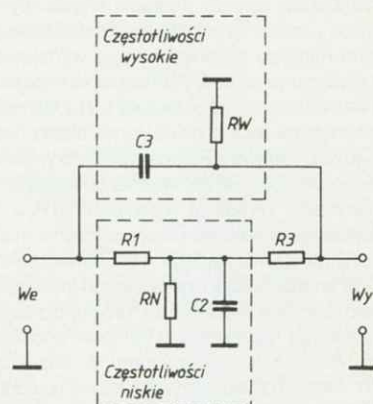 Częstotliwości
wysokie
RW
C3
R1
R3
We
RN
C2
Wy
Częstotliwości
niskie